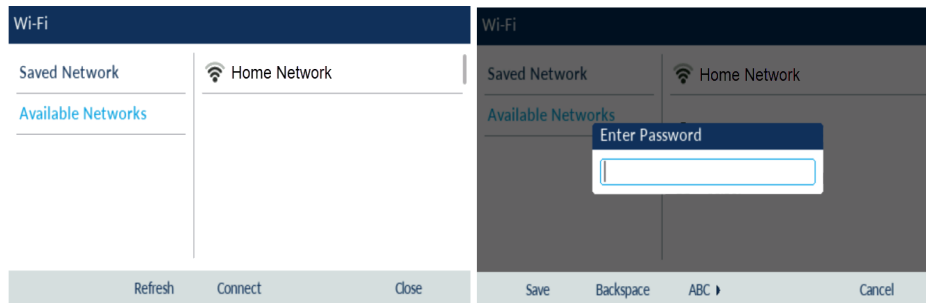 Wi-Fi
Saved Network
Home Network
Available Networks
Refresh Connect Close
Wi-Fi
Saved Network
Home Network
Available Networks
Enter Password
Save Backspace ABC Cancel